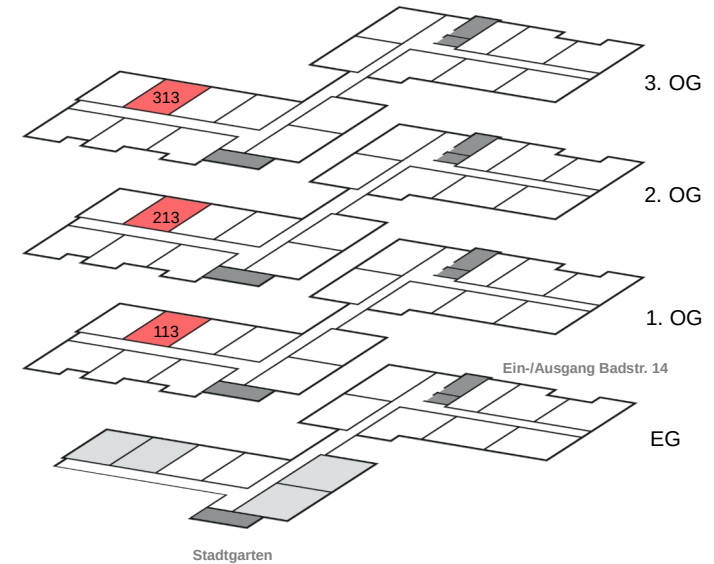 313
3. OG
213
2. OG
113
1. OG
Ein-/Ausgang Badstr. 14
EG
Stadtgarten